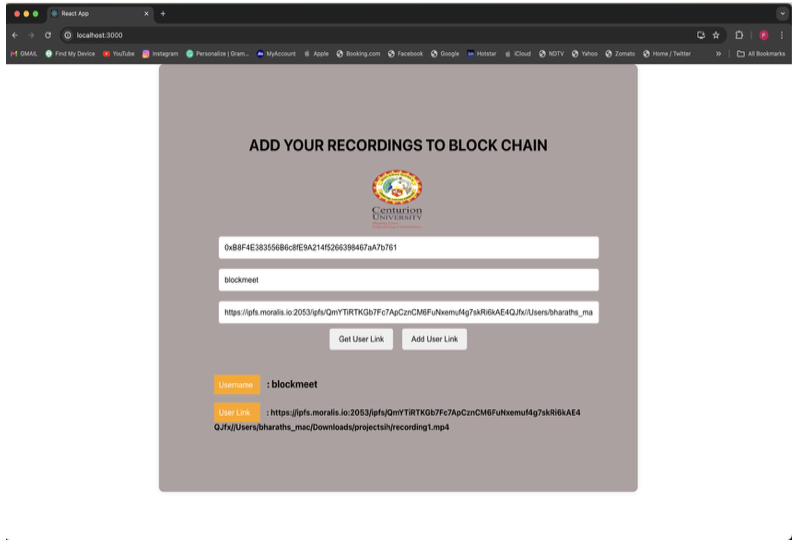 React App
localhost:3000
GMAIL Find My Device YouTube Instagram Personalize | Gram... MyAccount Apple Booking.com Facebook Google Hotstar iCloud NDTV Yahoo Zomato Home / Twitter » All Bookmarks
ADD YOUR RECORDINGS TO BLOCK CHAIN
Centurion
UNIVERSITY
0xB8F4E383556B6c8fE9A214f5266398467aA7b761
blockmeet
https://ipfs.moralis.io:2053/ipfs/QmYTiRTKGb7Fc7ApCznCM6FuNxemuf4g7skRi6kAE4QJfx//Users/bharaths_ma
Get User Link Add User Link
Username : blockmeet
User Link : https://ipfs.moralis.io:2053/ipfs/QmYTiRTKGb7Fc7ApCznCM6FuNxemuf4g7skRi6kAE4
QJfx//Users/bharaths_mac/Downloads/projectsih/recording1.mp4